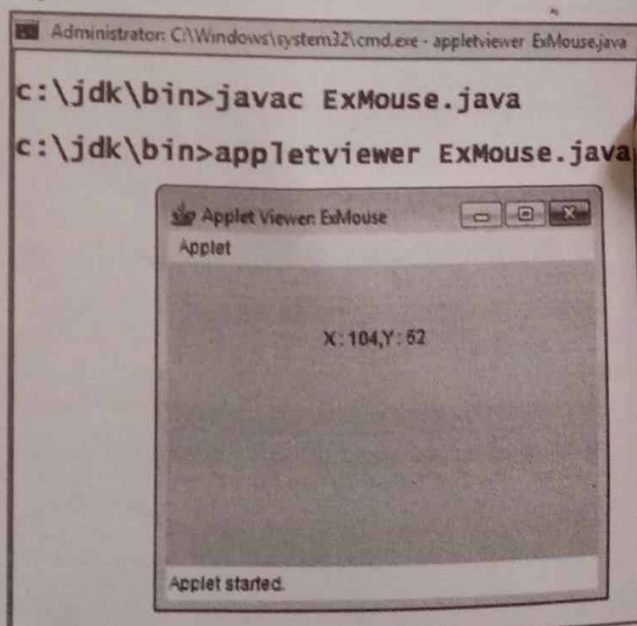 Administrator: C:\Windows\system32\cmd.exe - appletviewer ExMouse.java
c:\jdk\bin>javac ExMouse.java
c:\jdk\bin>appletviewer ExMouse.java
Applet Viewer: ExMouse
Applet
X: 104,Y: 52
Applet started.